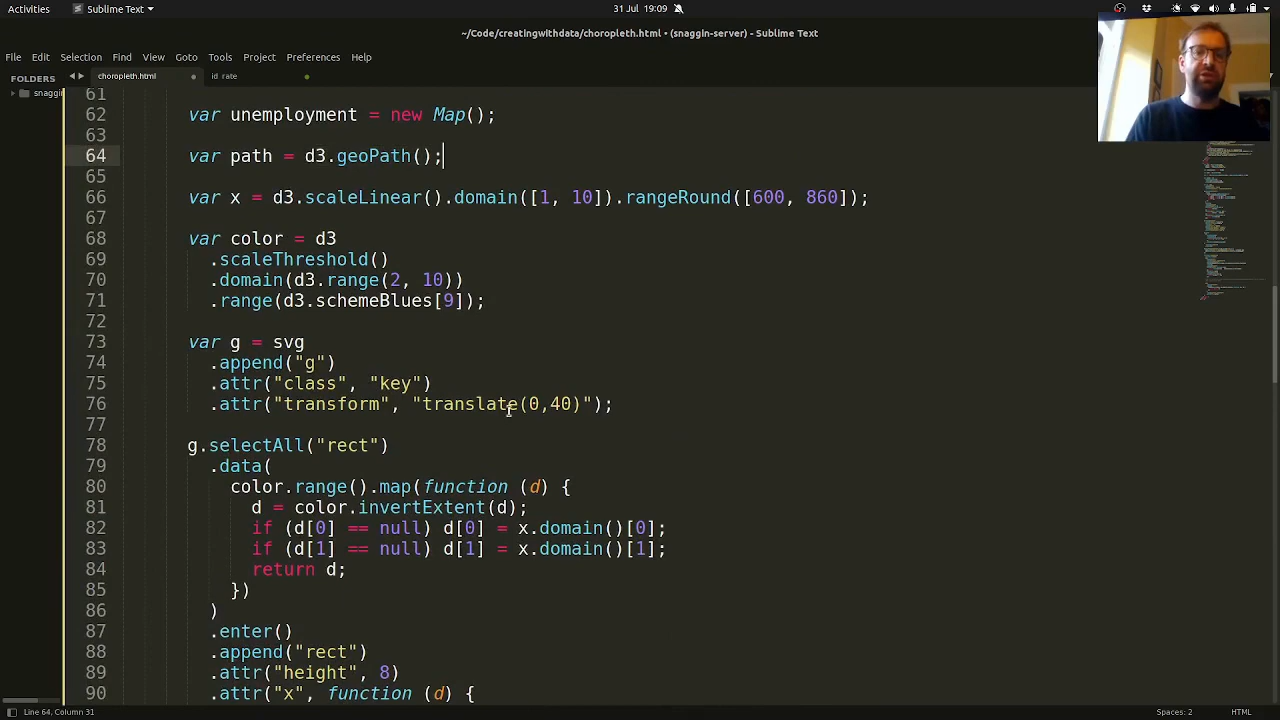 Activities
Sublime Text
31 Jul 19:09
~/Code/creatingwithdata/choropleth.html • (snaggin-server) - Sublime Text
File Edit Selection Find View Goto Tools Project Preferences Help
FOLDERS
snaggin
choropleth.html
id rate
61
62 var unemployment = new Map();
63
64 var path = d3.geoPath();
65
66 var x = d3.scaleLinear().domain([1, 10]).rangeRound([600, 860]);
67
68 var color = d3
69 .scaleThreshold()
70 .domain(d3.range(2, 10))
71 .range(d3.schemeBlues[9]);
72
73 var g = svg
74 .append("g")
75 .attr("class", "key")
76 .attr("transform", "translate(0,40)");
77
78 g.selectAll("rect")
79 .data(
80 color.range().map(function (d) {
81 d = color.invertExtent(d);
82 if (d[0] == null) d[0] = x.domain()[0];
83 if (d[1] == null) d[1] = x.domain()[1];
84 return d;
85 })
86 )
87 .enter()
88 .append("rect")
89 .attr("height", 8)
90 .attr("x", function (d) {
Line 64, Column 31
Spaces: 2
HTML